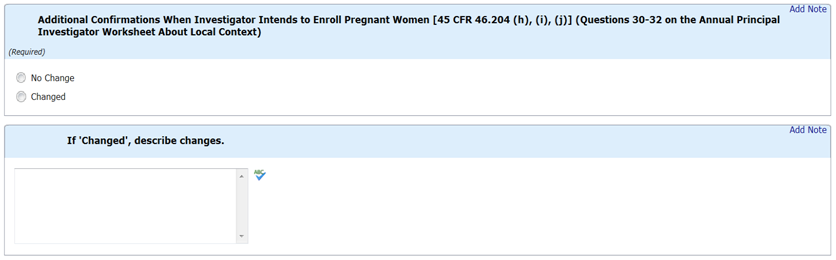 Add Note
Additional Confirmations When Investigator Intends to Enroll Pregnant Women [45 CFR 46.204 (h), (i), (j)] (Questions 30-32 on the Annual Principal
Investigator Worksheet About Local Context)
(Required)
No Change
Changed
Add Note
If 'Changed', describe changes.
ABC